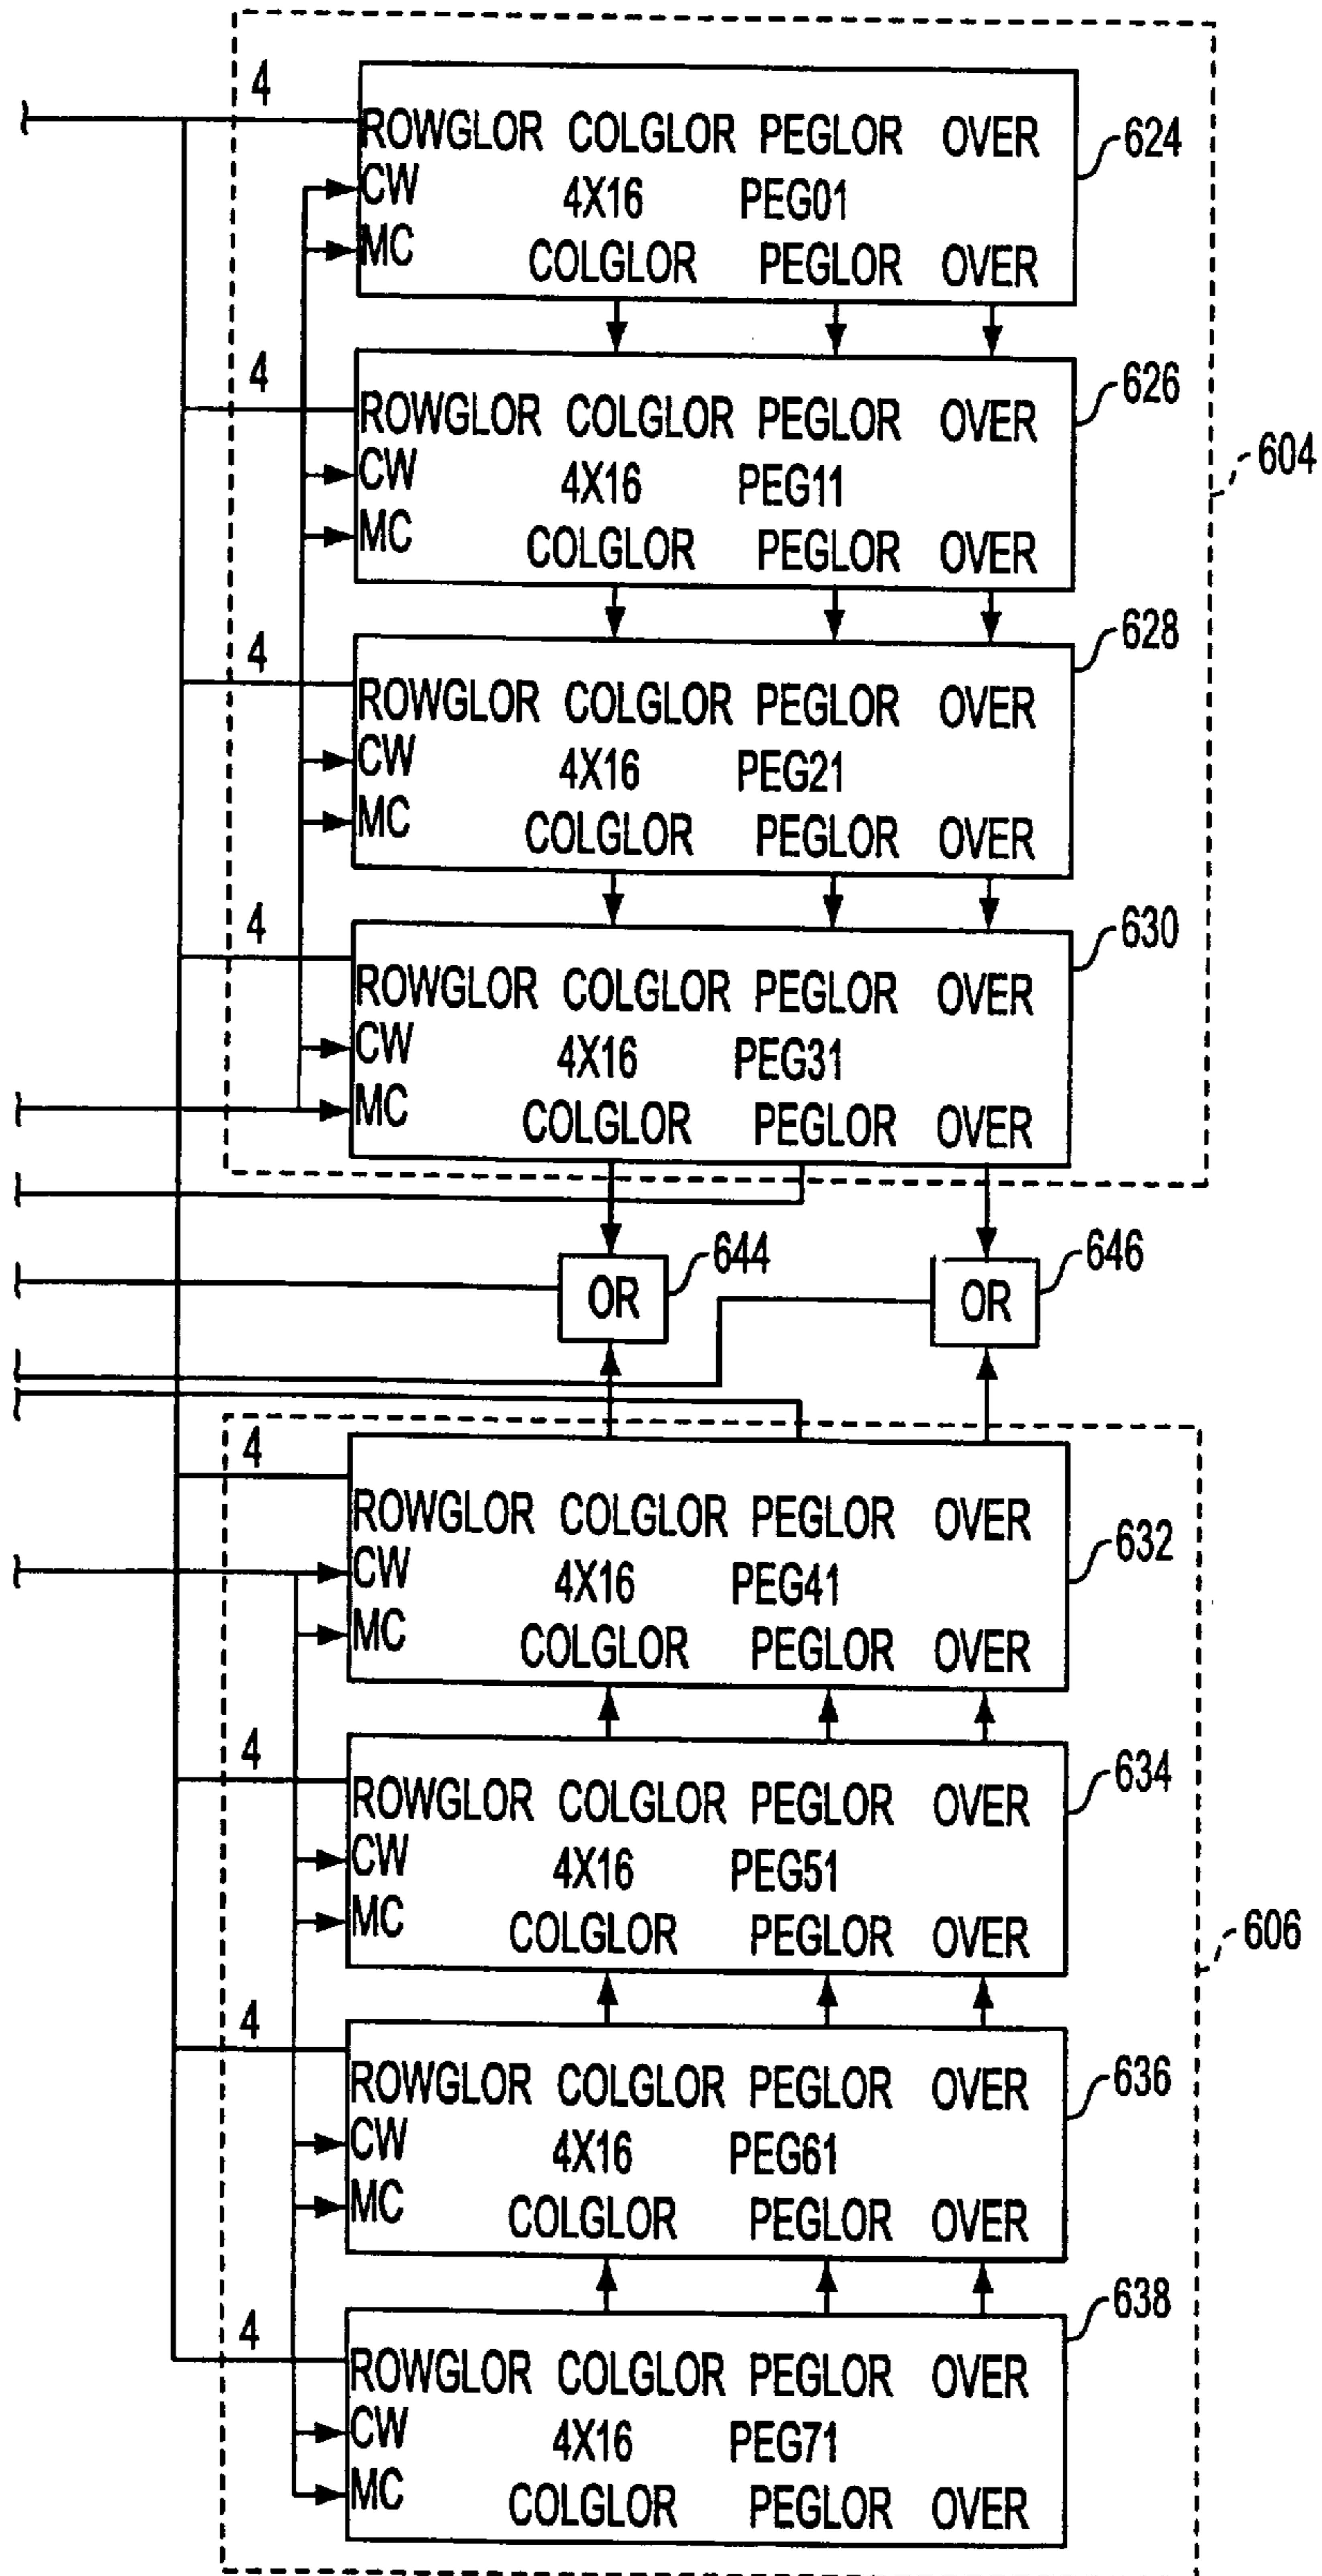 4
ROWGLOR COLGLOR PEGLOR OVER
CW 4X16 PEG01
MC COLGLOR PEGLOR OVER
624
4
ROWGLOR COLGLOR PEGLOR OVER
CW 4X16 PEG11
MC COLGLOR PEGLOR OVER
626
604
4
ROWGLOR COLGLOR PEGLOR OVER
CW 4X16 PEG21
MC COLGLOR PEGLOR OVER
628
4
ROWGLOR COLGLOR PEGLOR OVER
CW 4X16 PEG31
MC COLGLOR PEGLOR OVER
630
OR
644
OR
646
4
ROWGLOR COLGLOR PEGLOR OVER
CW 4X16 PEG41
MC COLGLOR PEGLOR OVER
632
4
ROWGLOR COLGLOR PEGLOR OVER
CW 4X16 PEG51
MC COLGLOR PEGLOR OVER
634
606
4
ROWGLOR COLGLOR PEGLOR OVER
CW 4X16 PEG61
MC COLGLOR PEGLOR OVER
636
4
ROWGLOR COLGLOR PEGLOR OVER
CW 4X16 PEG71
MC COLGLOR PEGLOR OVER
638